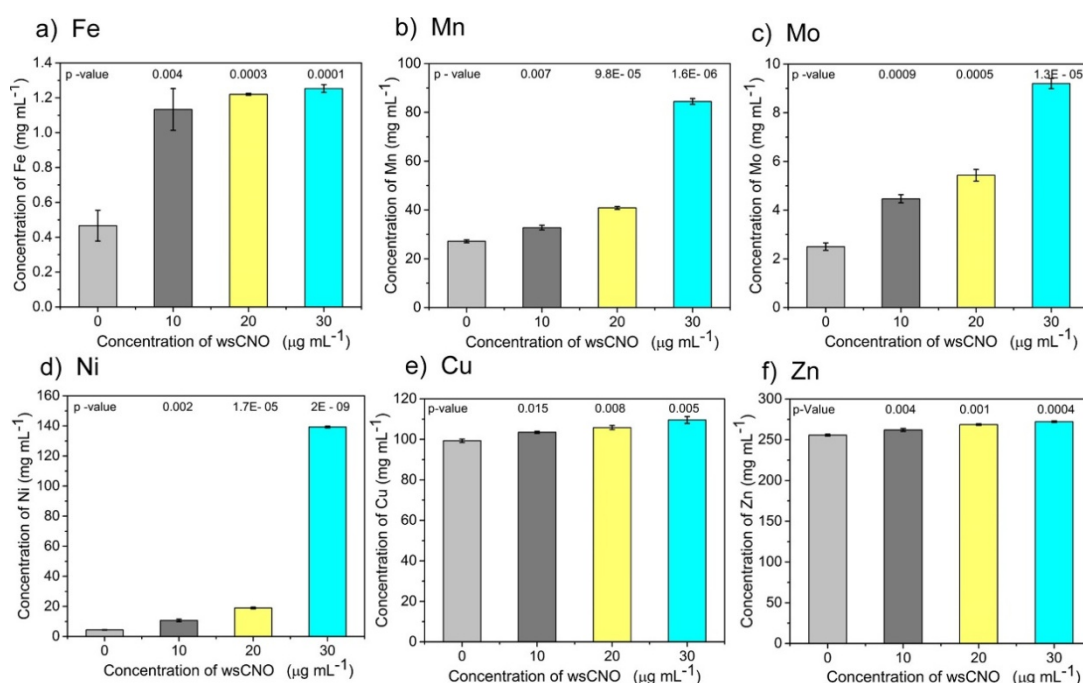 a) Fe
p -value 0.004 0.0003 0.0001
Concentration of Fe (mg mL⁻¹)
1.4
1.2
1.0
0.8
0.6
0.4
0.2
0.0
0 10 20 30
Concentration of wsCNO (μg mL⁻¹)
b) Mn
p - value 0.007 9.8E- 05 1.6E- 06
Concentration of Mn (mg mL⁻¹)
100
80
60
40
20
0
0 10 20 30
Concentration of wsCNO (μg mL⁻¹)
c) Mo
p -value 0.0009 0.0005 1.3E - 05
Concentration of Mo (mg mL⁻¹)
10
8
6
4
2
0
0 10 20 30
Concentration of wsCNO (μg mL⁻¹)
d) Ni
p -value 0.002 1.7E- 05 2E - 09
Concentration of Ni (mg mL⁻¹)
160
140
120
100
80
60
40
20
0
0 10 20 30
Concentration of wsCNO (μg mL⁻¹)
e) Cu
p-value 0.015 0.008 0.005
Concentration of Cu (mg mL⁻¹)
120
100
80
60
40
20
0
0 10 20 30
Concentration of wsCNO (μg mL⁻¹)
f) Zn
p-Value 0.004 0.001 0.0004
Concentration of Zn (mg mL⁻¹)
300
250
200
150
100
50
0
0 10 20 30
Concentration of wsCNO (μg mL⁻¹)